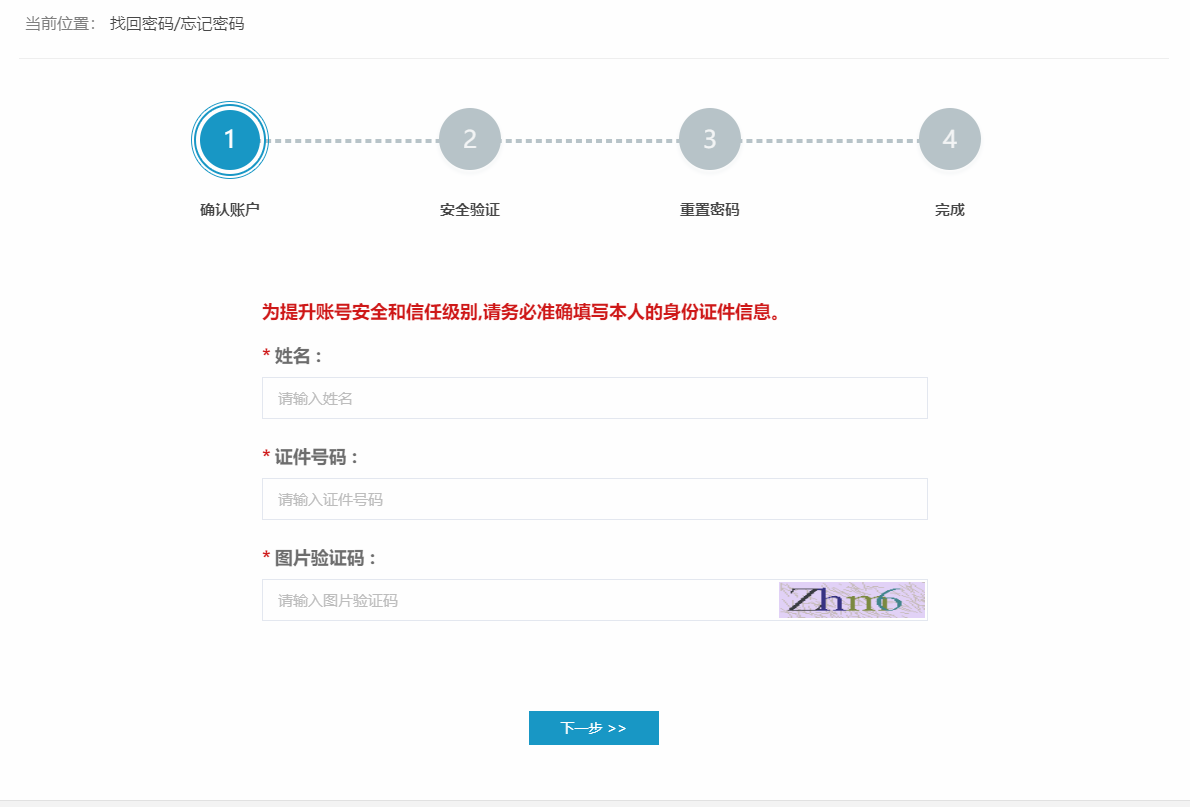 当前位置： 找回密码/忘记密码
1 2 3 4
确认账户 安全验证 重置密码 完成
为提升账号安全和信任级别,请务必准确填写本人的身份证件信息。
* 姓名：
请输入姓名
* 证件号码：
请输入证件号码
* 图片验证码：
请输入图片验证码 Zhm6
下一步 >>